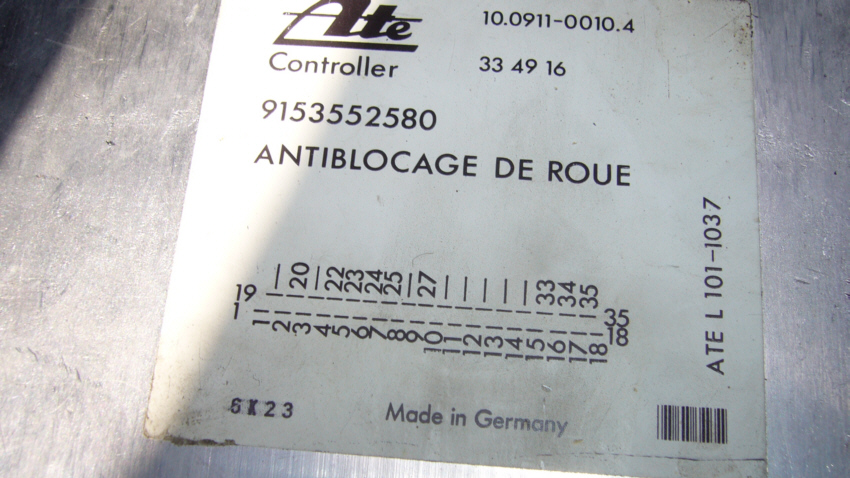 Ate 10.0911-0010.4
Controller 33 49 16
9153552580
ANTIBLOCAGE DE ROUE
ATE L 101-1037
| 20 | 22 23 24 25 | 27 | | | | | 33 34 35
19 – – – – – – – – – – – – – – – – – 35
1 – – – – – – – – – – – – – – – – – – 18
1 2 3 4 5 6 7 8 9 10 11 12 13 14 15 16 17 18
6X23
Made in Germany